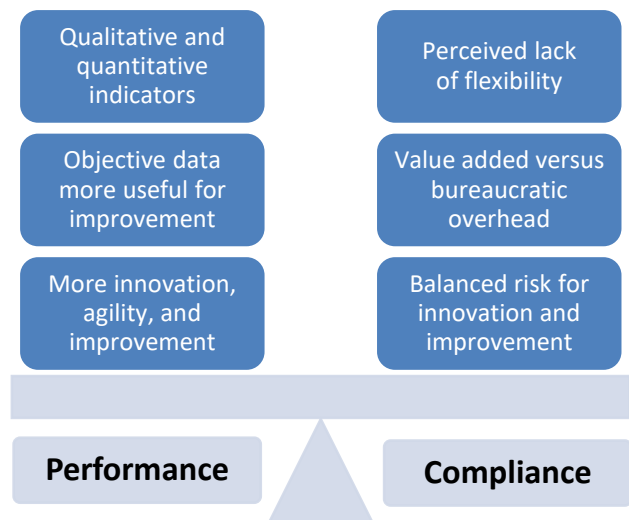 Qualitative and
quantitative
indicators
Perceived lack
of flexibility
Objective data
more useful for
improvement
Value added versus
bureaucratic
overhead
More innovation,
agility, and
improvement
Balanced risk for
innovation and
improvement
Performance
Compliance